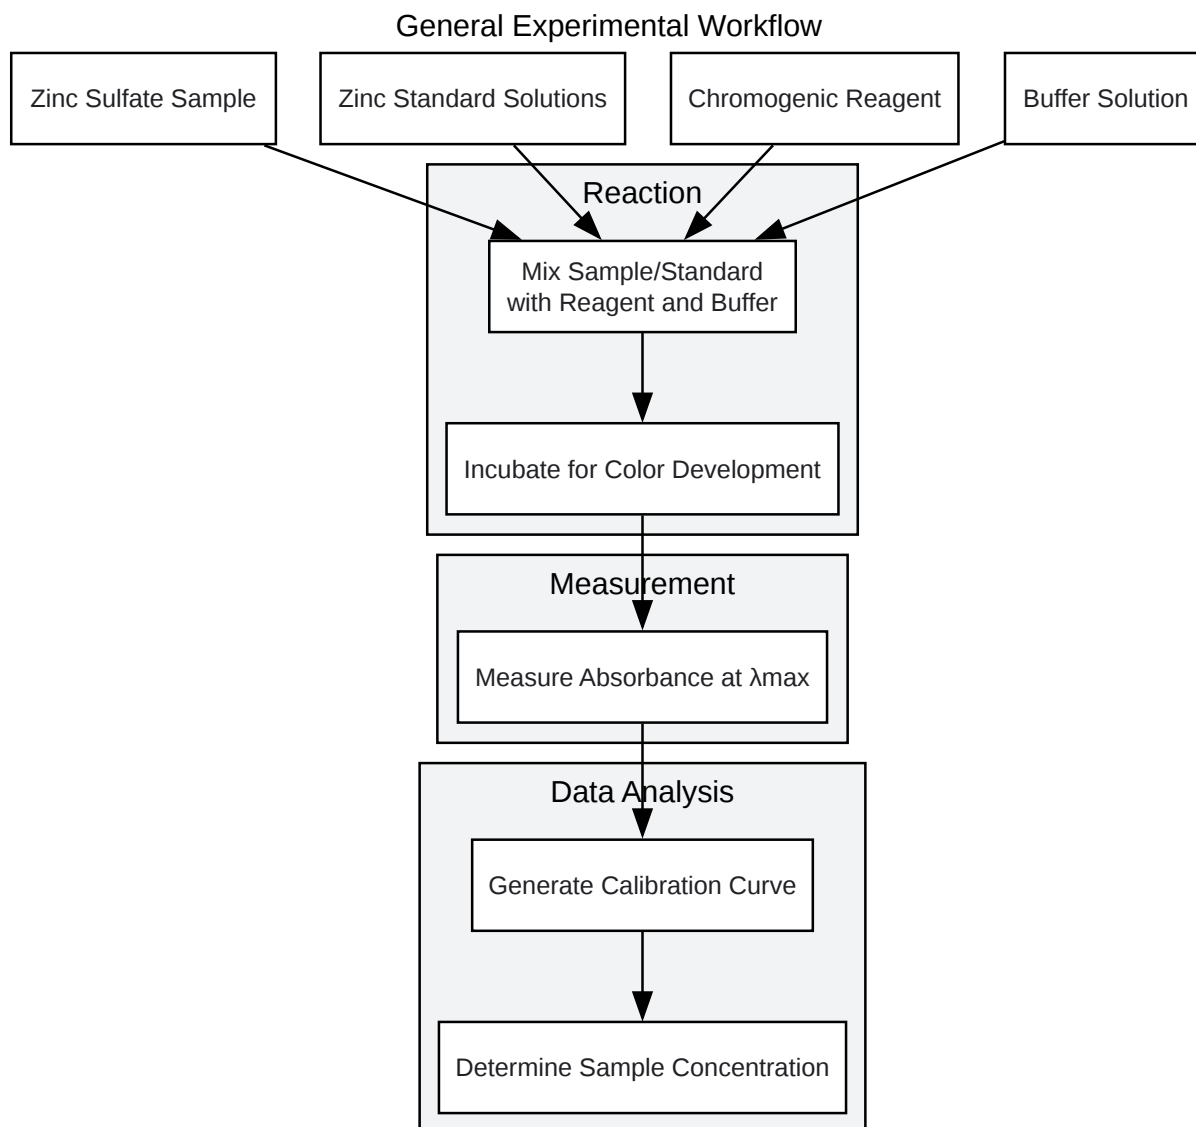 General Experimental Workflow
Zinc Sulfate Sample
Zinc Standard Solutions
Chromogenic Reagent
Buffer Solution
Reaction
Mix Sample/Standard
with Reagent and Buffer
Incubate for Color Development
Measurement
Measure Absorbance at λmax
Data Analysis
Generate Calibration Curve
Determine Sample Concentration